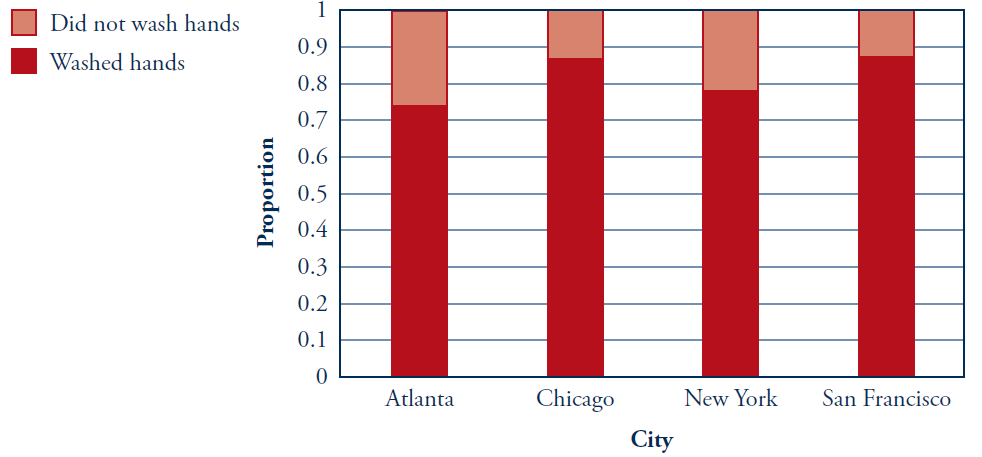 Did not wash hands
Washed hands
Proportion
1
0.9
0.8
0.7
0.6
0.5
0.4
0.3
0.2
0.1
0
Atlanta Chicago New York San Francisco
City